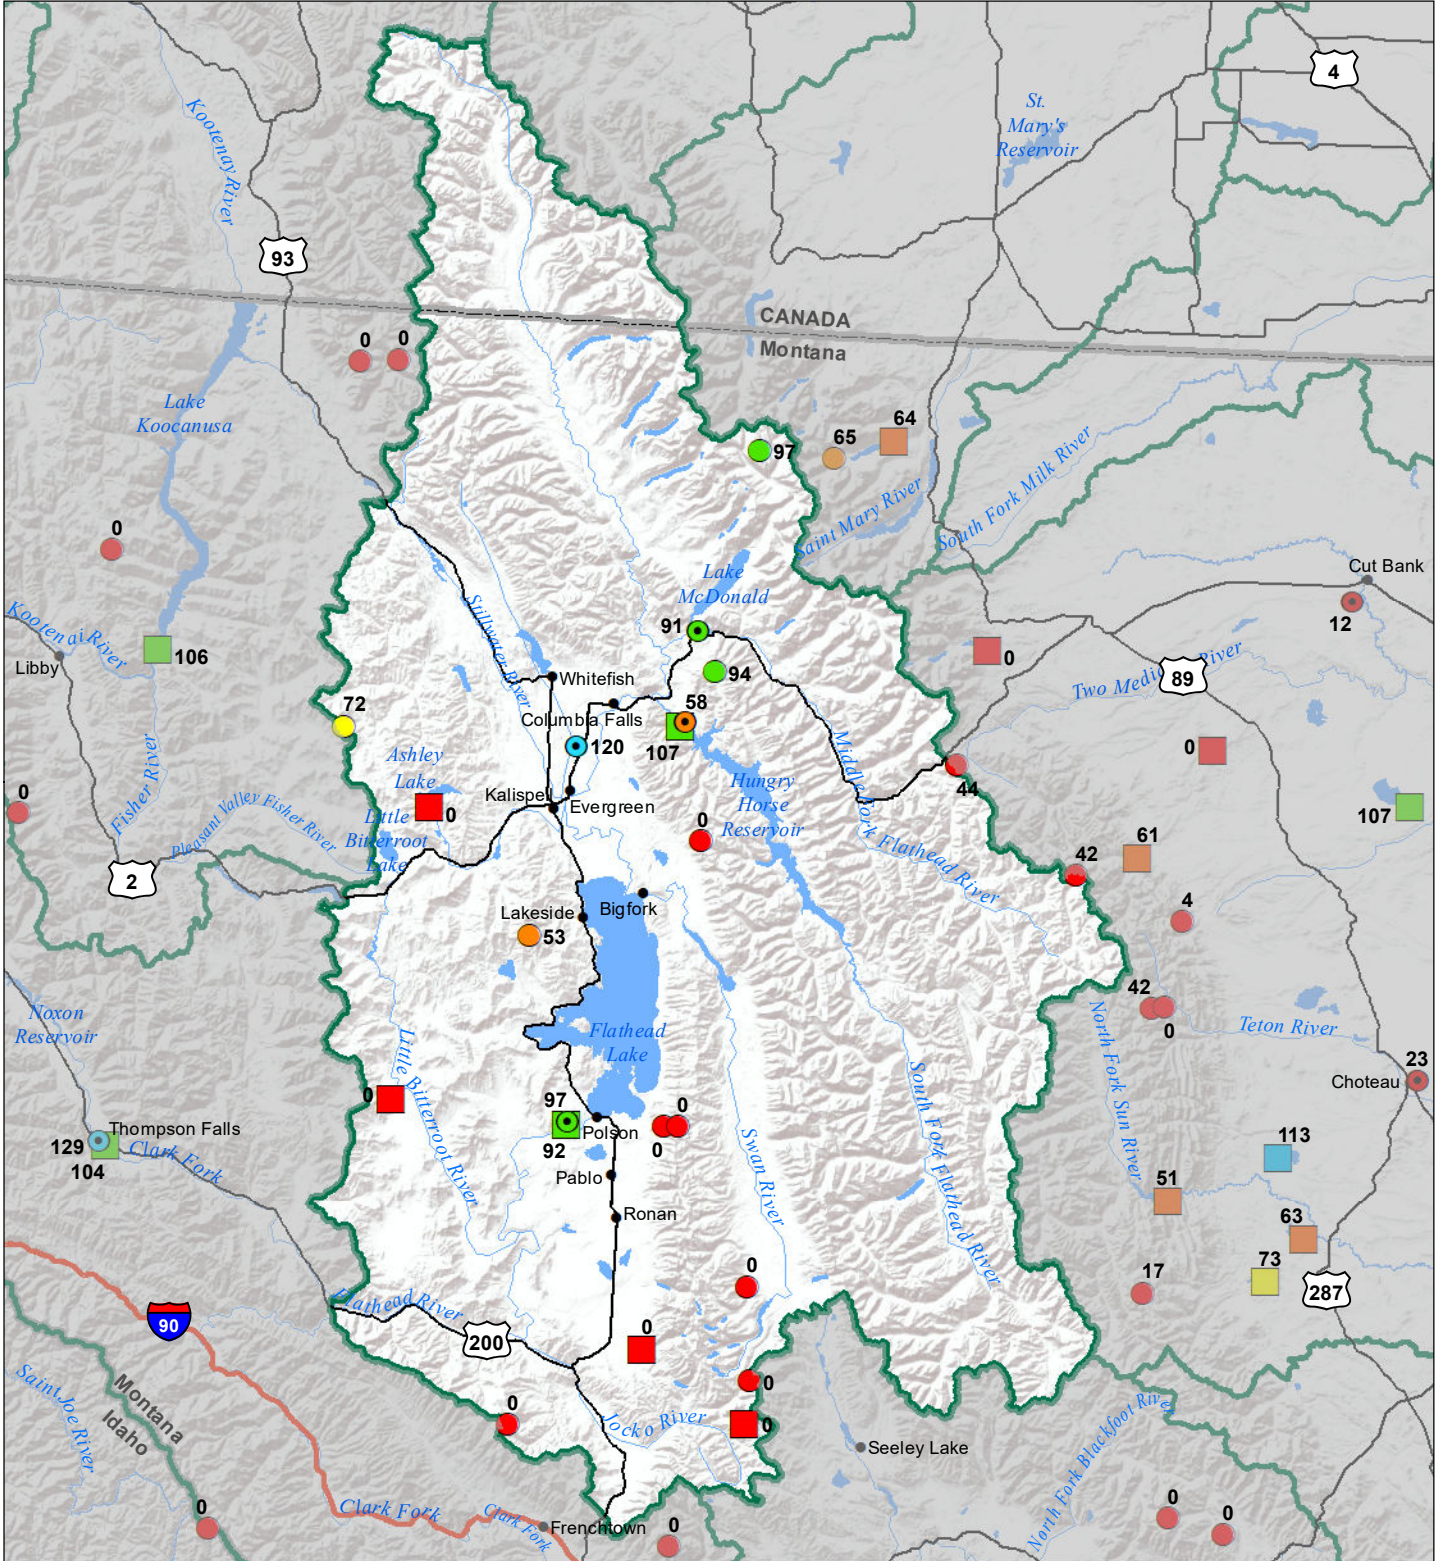 4
St.
Mary's
Reservoir
Kootenay River
93
CANADA
Montana
0
0
Lake
Koocanusa
64
65
97
South Fork Milk River
Saint Mary River
0
Cut Bank
12
Lake
McDonald
Kootenai River
Libby
106
Stillwater River
91
94
0
Two Medicine River
89
Whitefish
72
58
Columbia Falls
120
107
Middle Fork Flathead River
0
Ashley
Lake
0
Hungry
Horse
Reservoir
44
107
Fisher River
0
Kalispell
Evergreen
Pleasant Valley Fisher River
Little
Bitterroot
Lake
0
61
42
2
4
Lakeside
Bigfork
53
42
0
Noxon
Reservoir
Flathead
Lake
North Fork Sun River
Teton River
Little Bitterroot River
South Fork Flathead River
23
Choteau
0
97
92
Polson
0
0
Thompson Falls
129
104
Clark Fork
Swan River
113
Pablo
51
Ronan
63
73
17
287
0
Flathead River
90
200
0
0
Saint Joe River
Montana
Idaho
0
Jocko River
0
Seeley Lake
North Fork Blackfoot River
0
Clark Fork
Clark Fork
Frenchtown
0
0
0